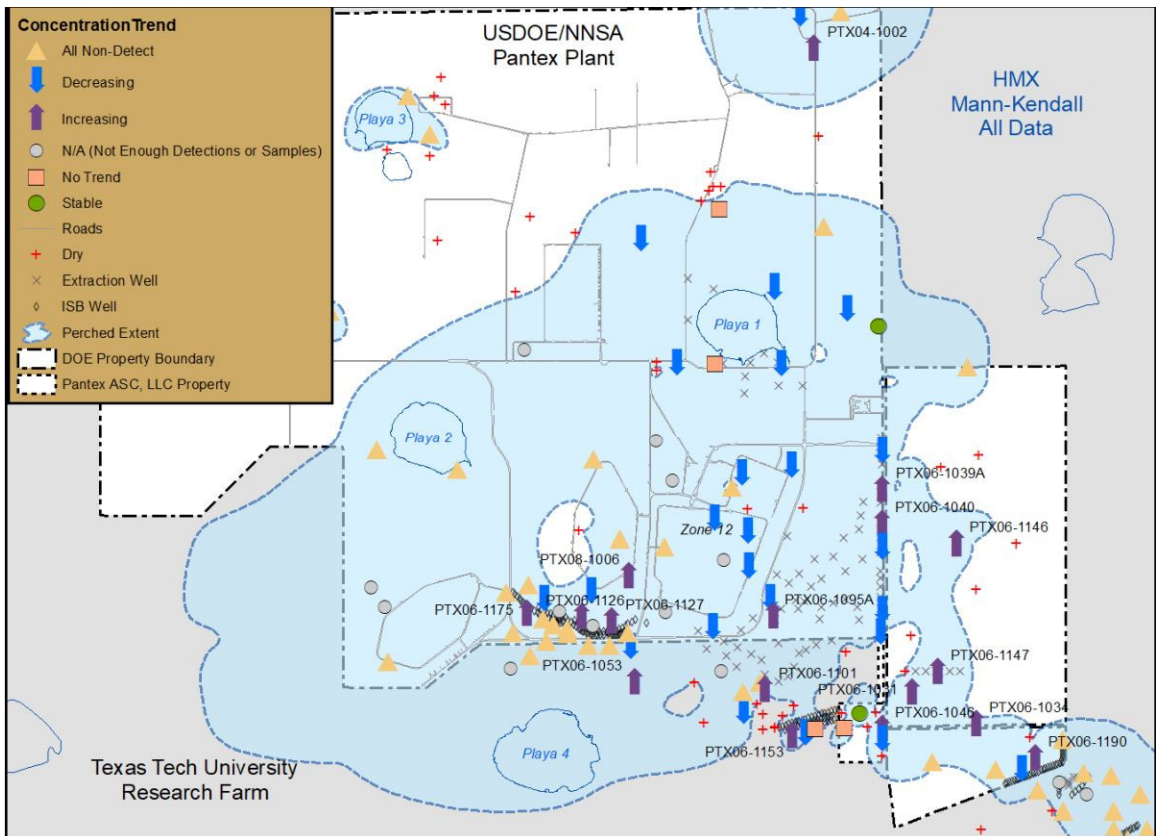 Concentration Trend
All Non-Detect
Decreasing
Increasing
N/A (Not Enough Detections or Samples)
No Trend
Stable
Roads
Dry
Extraction Well
ISB Well
Perched Extent
DOE Property Boundary
Pantex ASC, LLC Property
USDOE/NNSA
Pantex Plant
PTX04-1002
HMX
Mann-Kendall
All Data
Playa 3
Playa 1
Playa 2
PTX06-1039A
PTX06-1040
PTX06-1146
Zone 12
PTX08-1006
PTX06-1175
PTX06-1126
PTX06-1127
PTX06-1095A
PTX06-1053
PTX06-1101
PTX06-1147
PTX06-1031
PTX06-1046
PTX06-1034
PTX06-1153
PTX06-1190
Playa 4
Texas Tech University
Research Farm